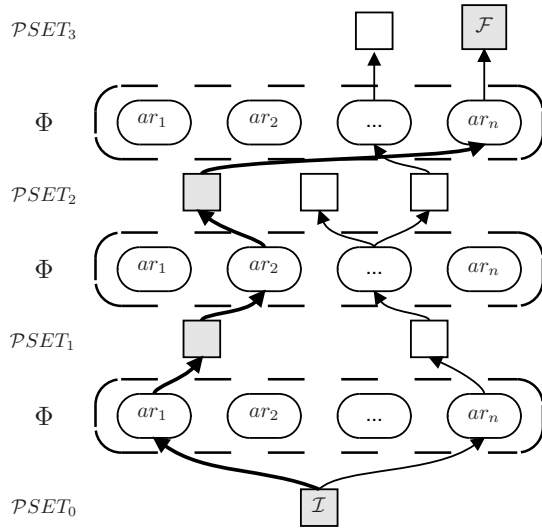 𝒫SET₃ ℱ
Φ ar₁ ar₂ ... arₙ
𝒫SET₂
Φ ar₁ ar₂ ... arₙ
𝒫SET₁
Φ ar₁ ar₂ ... arₙ
𝒫SET₀ ℐ